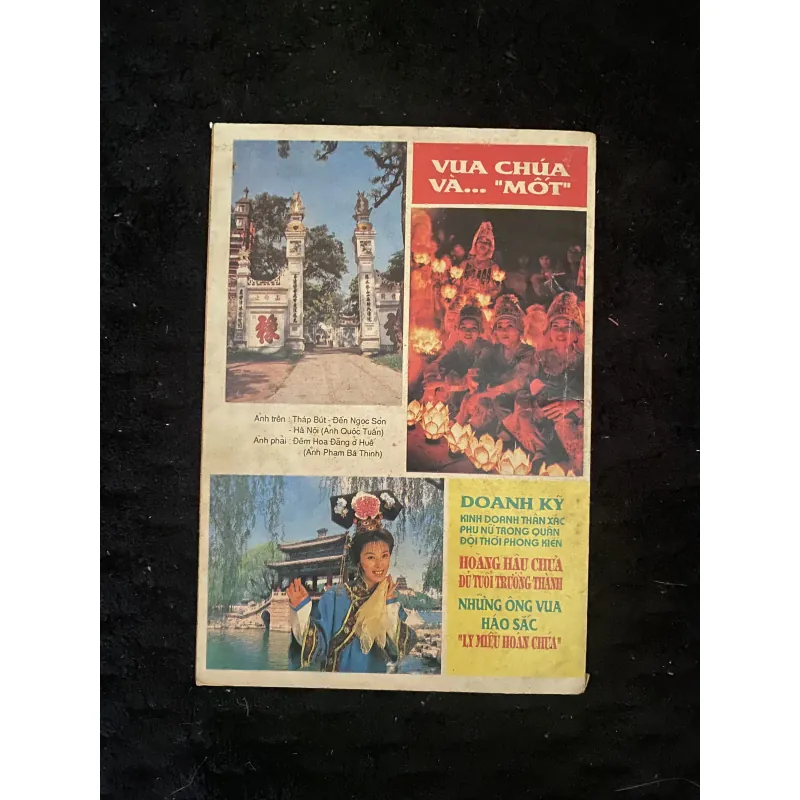 VUA CHÚA
VÀ... "MỐT"
祿
Ảnh trên : Tháp Bút - Đền Ngọc Sơn
- Hà Nội (Ảnh Quốc Tuấn)
Ảnh phải : Đêm Hoa Đăng ở Huế
(Ảnh Phạm Bá Thịnh)
DOANH KỸ
KINH DOANH THÂN XÁC
PHỤ NỮ TRONG QUÂN
ĐỘI THỜI PHONG KIẾN
HOÀNG HẬU CHƯA
ĐỦ TUỔI TRƯỞNG THÀNH
NHỮNG ÔNG VUA
HÁO SẮC
"LY MIÊU HOÁN CHÚA"